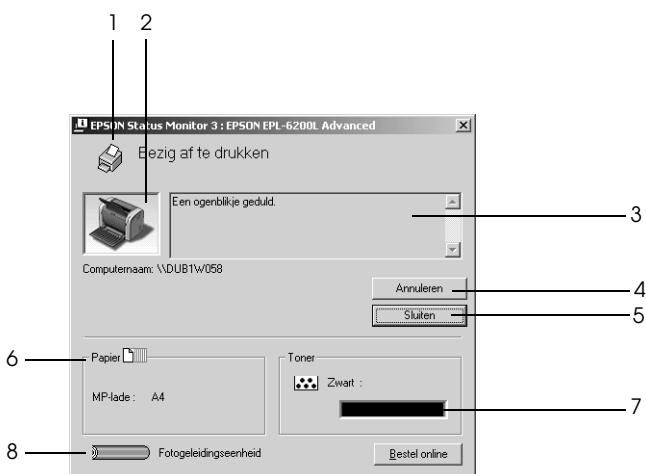 1 2
EPSON Status Monitor 3 : EPSON EPL-6200L Advanced
Bezig af te drukken
Een ogenblikje geduld.
3
Computernaam: \\DUB1W058
Annuleren
4
Sluiten
5
6
Papier
Toner
MP-lade : A4
Zwart :
7
8
Fotogeleidingseenheid
Bestel online